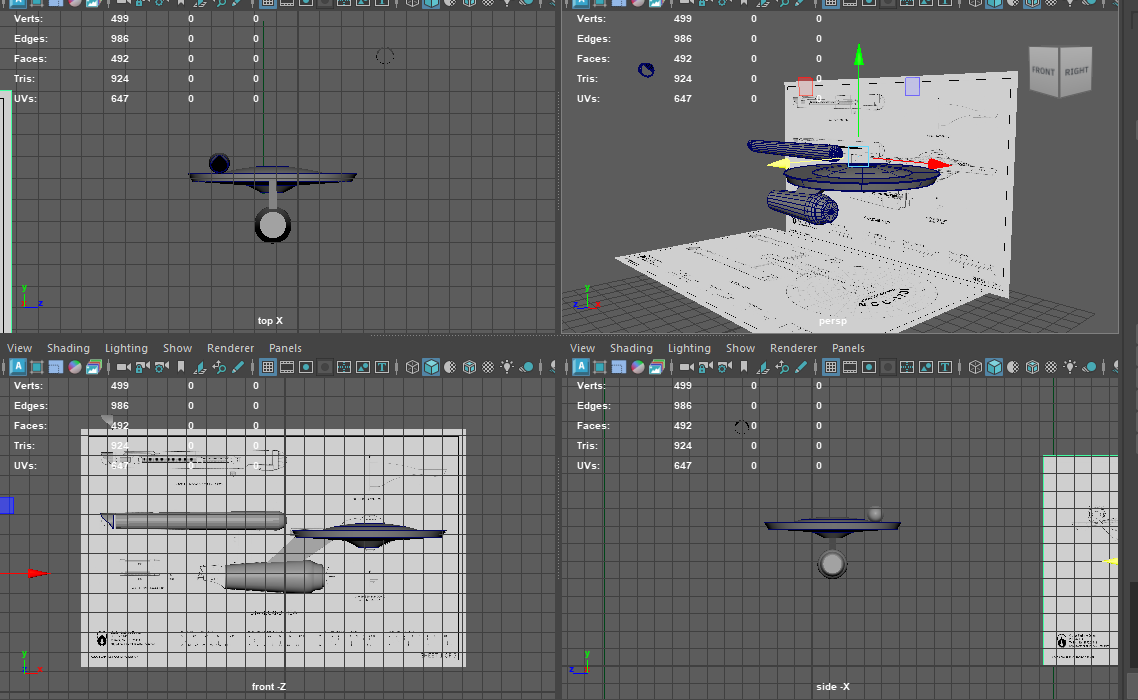 Verts: 499 0 0
Edges: 986 0 0
Faces: 492 0 0
Tris: 924 0 0
UVs: 647 0 0
y
z
top X
Verts: 499 0 0
Edges: 986 0 0
Faces: 492 0 0
Tris: 924 0 0
UVs: 647 0 0
FRONT RIGHT
y
z
persp
View Shading Lighting Show Renderer Panels
Verts: 499 0 0
Edges: 986 0 0
Faces: 492 0 0
Tris: 924 0 0
UVs: 647 0 0
y
x
front -Z
View Shading Lighting Show Renderer Panels
Verts: 499 0 0
Edges: 986 0 0
Faces: 492 0 0
Tris: 924 0 0
UVs: 647 0 0
y
z
side -X